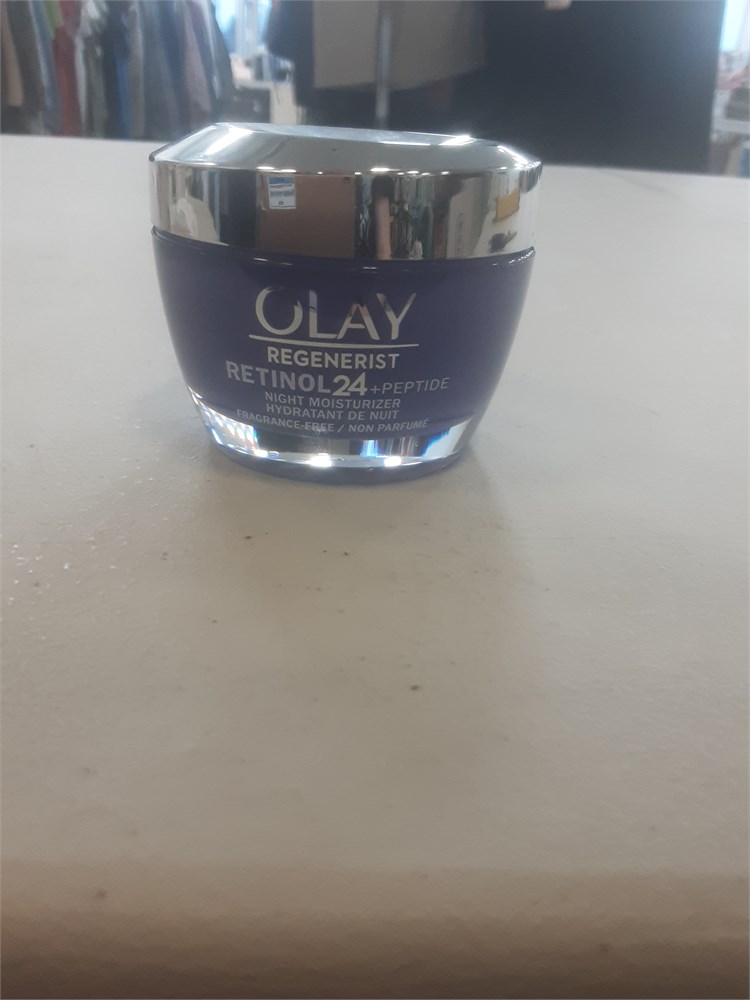 OLAY
REGENERIST
RETINOL24+PEPTIDE
NIGHT MOISTURIZER
HYDRATANT DE NUIT
FRAGRANCE-FREE / NON PARFUMÉ